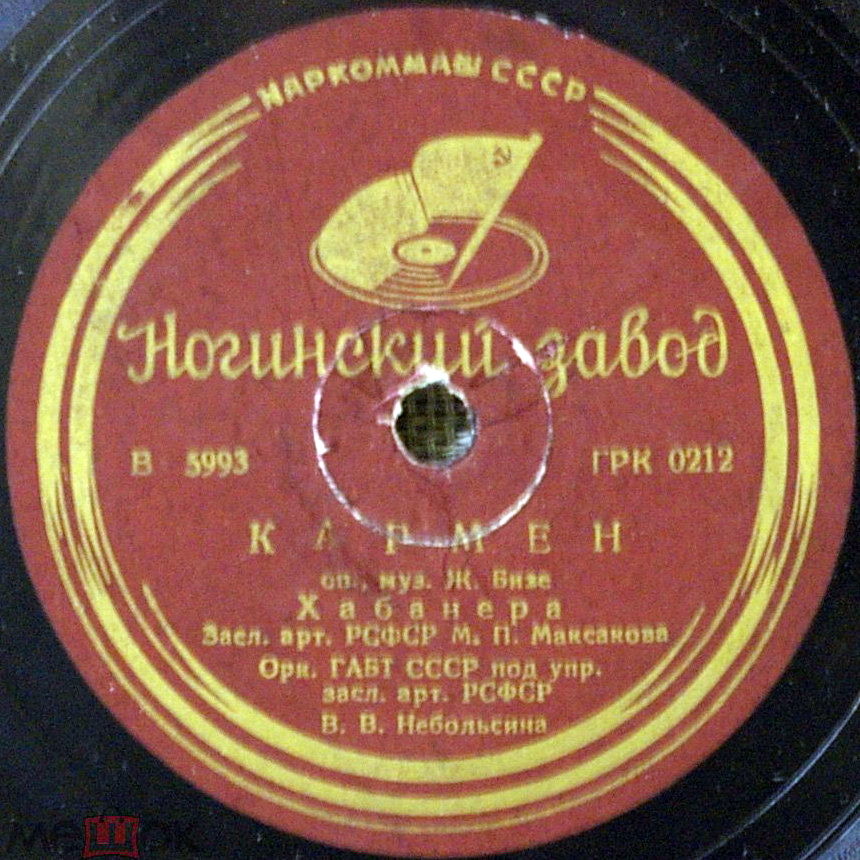 НАРКОММАШ СССР
Ногинский завод
В 5993 ГРК 0212
КАРМЕН
оп., муз. Ж. Бизе
Хабанера
Засл. арт. РСФСР М. П. Максакова
Орк. ГАБТ СССР под упр.
засл. арт. РСФСР
В. В. Небольсина
мешок